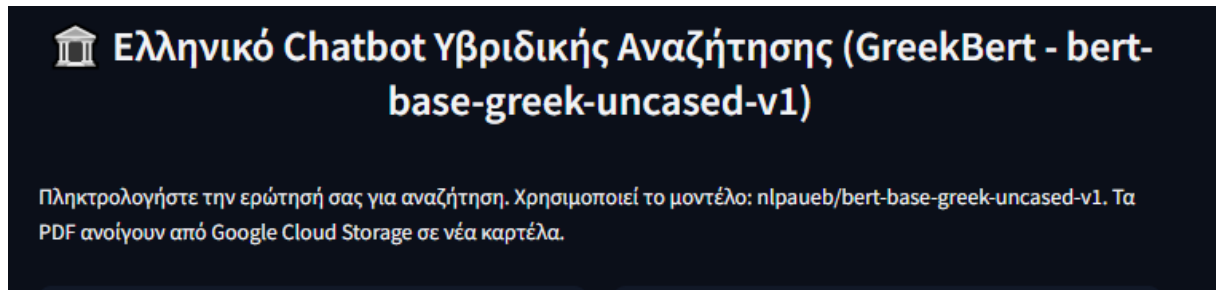 🏛️ Ελληνικό Chatbot Υβριδικής Αναζήτησης (GreekBert - bert-
base-greek-uncased-v1)
Πληκτρολογήστε την ερώτησή σας για αναζήτηση. Χρησιμοποιεί το μοντέλο: nlpaueb/bert-base-greek-uncased-v1. Τα
PDF ανοίγουν από Google Cloud Storage σε νέα καρτέλα.